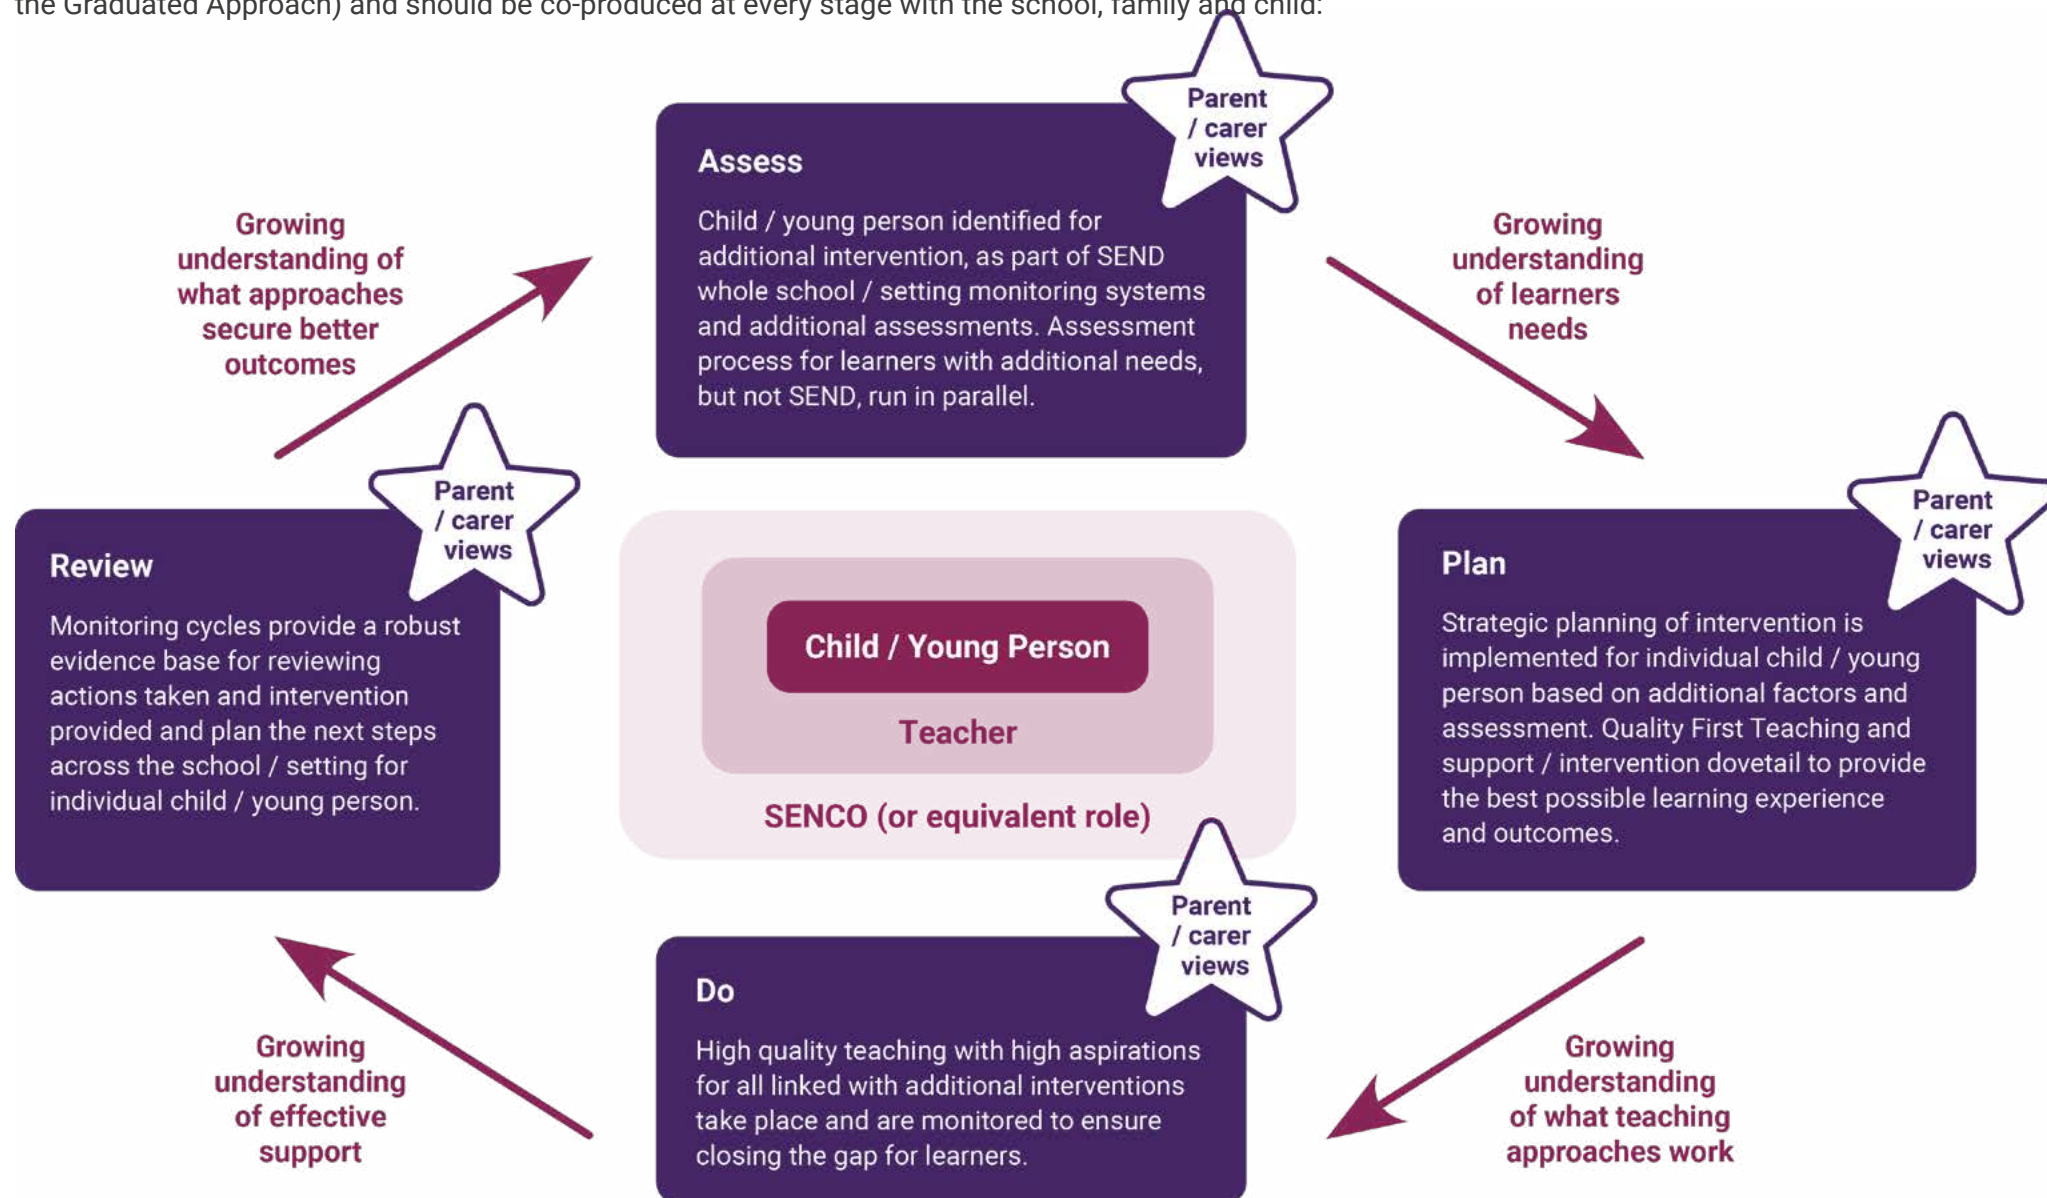 the Graduated Approach) and should be co-produced at every stage with the school, family and child:
Parent
/ carer
views
Assess
Child / young person identified for
additional intervention, as part of SEND
whole school / setting monitoring systems
and additional assessments. Assessment
process for learners with additional needs,
but not SEND, run in parallel.
Growing
understanding
of learners
needs
Parent
/ carer
views
Plan
Strategic planning of intervention is
implemented for individual child / young
person based on additional factors and
assessment. Quality First Teaching and
support / intervention dovetail to provide
the best possible learning experience
and outcomes.
Growing
understanding
of what teaching
approaches work
Parent
/ carer
views
Do
High quality teaching with high aspirations
for all linked with additional interventions
take place and are monitored to ensure
closing the gap for learners.
Growing
understanding
of effective
support
Parent
/ carer
views
Review
Monitoring cycles provide a robust
evidence base for reviewing
actions taken and intervention
provided and plan the next steps
across the school / setting for
individual child / young person.
Growing
understanding of
what approaches
secure better
outcomes
Child / Young Person
Teacher
SENCO (or equivalent role)